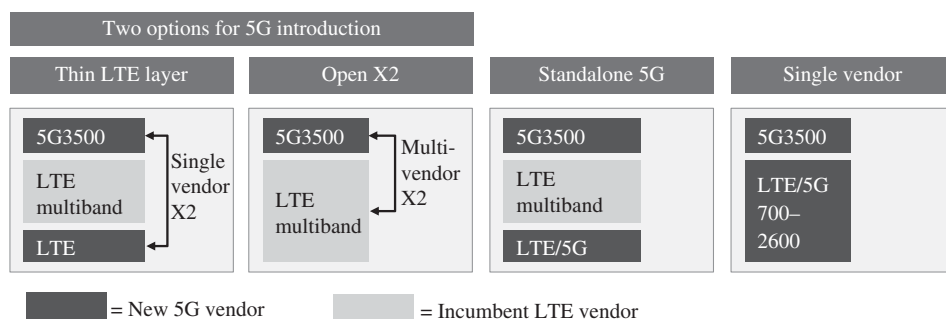 Two options for 5G introduction
Thin LTE layer
Open X2
Standalone 5G
Single vendor
5G3500
LTE
multiband
LTE
Single
vendor
X2
5G3500
LTE
multiband
Multi-
vendor
X2
5G3500
LTE
multiband
LTE/5G
5G3500
LTE/5G
700–
2600
= New 5G vendor
= Incumbent LTE vendor